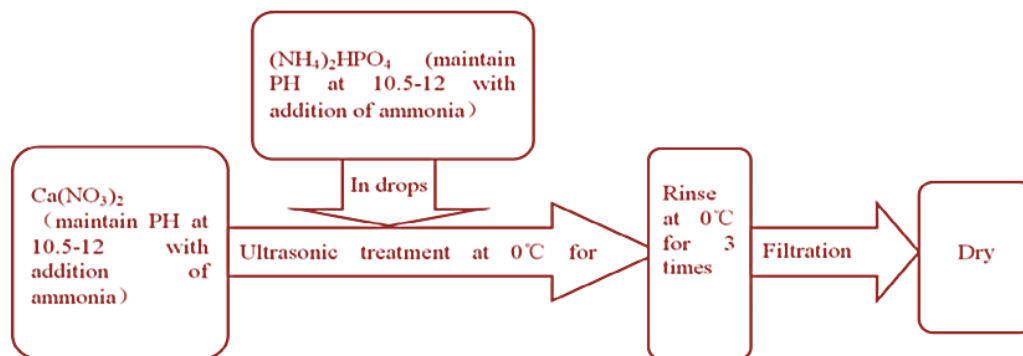 (NH₄)₂HPO₄ (maintain
PH at 10.5-12 with
addition of ammonia）
In drops
Ca(NO₃)₂
（maintain PH at
10.5-12 with
addition of
ammonia）
Ultrasonic treatment at 0℃ for
Rinse
at 0℃
for 3
times
Filtration
Dry